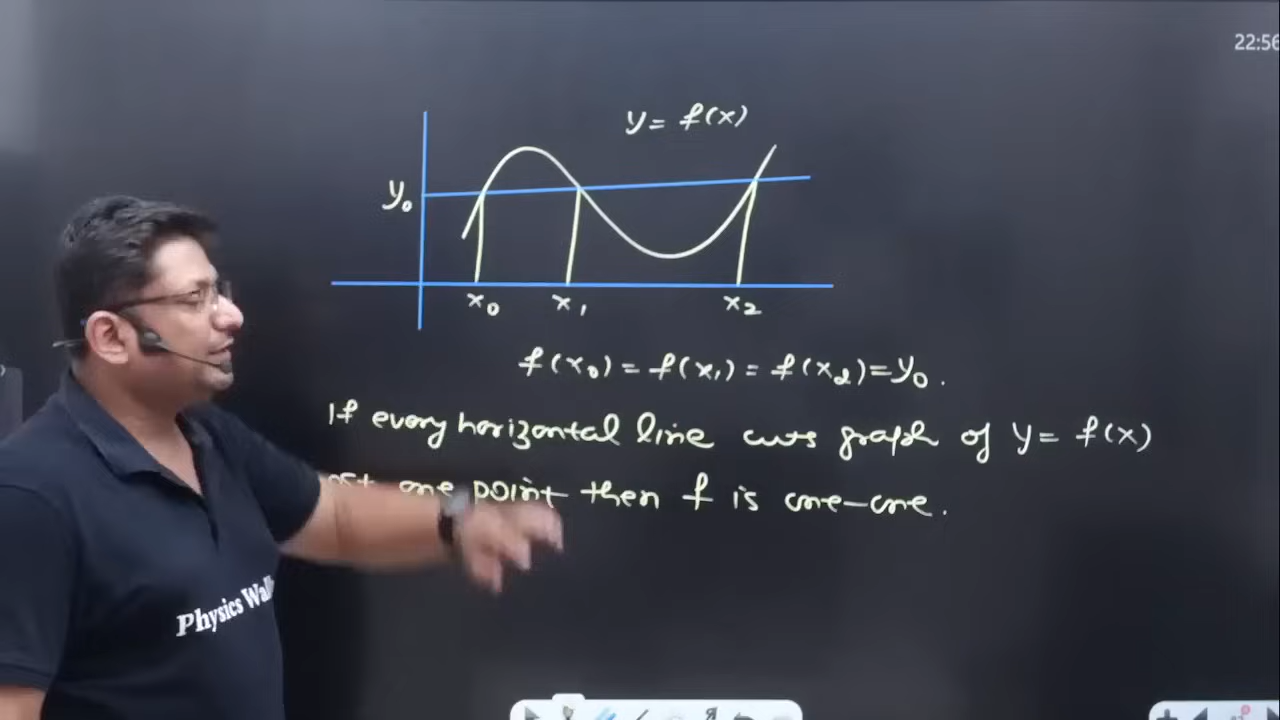 22:56
y = f(x)
y₀
x₀ x₁ x₂
f(x₀) = f(x₁) = f(x₂) = y₀.
If every horizontal line cuts graph of y = f(x)
one point then f is one-one.
Physics Wal